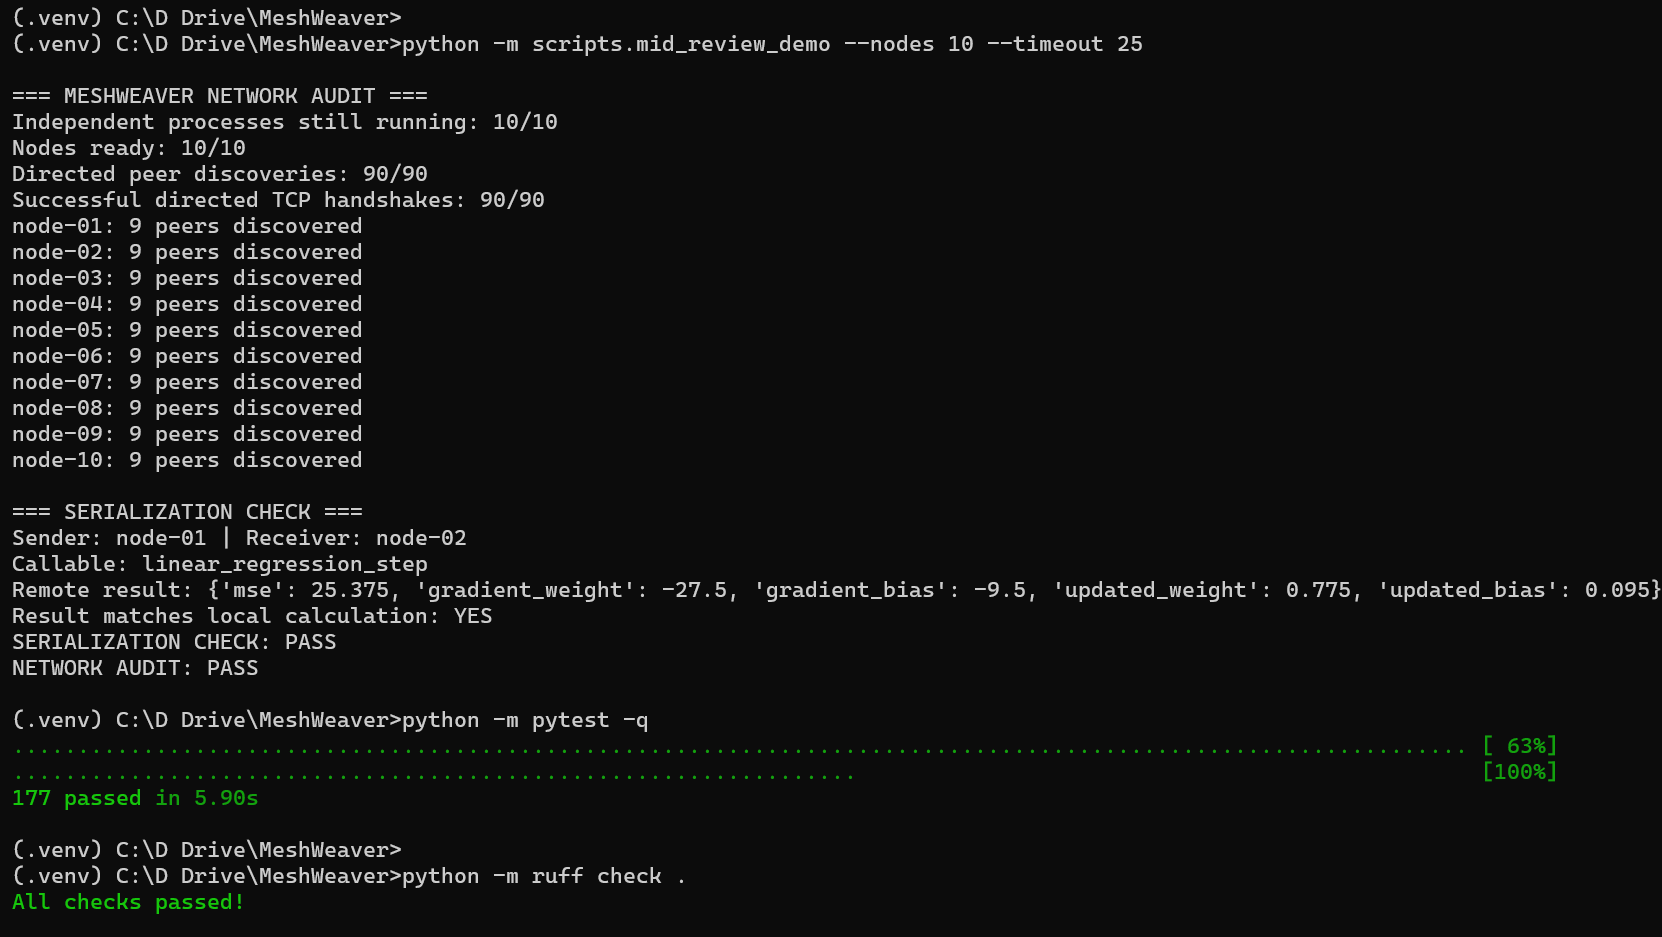 (.venv) C:\D Drive\MeshWeaver>
(.venv) C:\D Drive\MeshWeaver>python -m scripts.mid_review_demo --nodes 10 --timeout 25
=== MESHWEAVER NETWORK AUDIT ===
Independent processes still running: 10/10
Nodes ready: 10/10
Directed peer discoveries: 90/90
Successful directed TCP handshakes: 90/90
node-01: 9 peers discovered
node-02: 9 peers discovered
node-03: 9 peers discovered
node-04: 9 peers discovered
node-05: 9 peers discovered
node-06: 9 peers discovered
node-07: 9 peers discovered
node-08: 9 peers discovered
node-09: 9 peers discovered
node-10: 9 peers discovered
=== SERIALIZATION CHECK ===
Sender: node-01 | Receiver: node-02
Callable: linear_regression_step
Remote result: {'mse': 25.375, 'gradient_weight': -27.5, 'gradient_bias': -9.5, 'updated_weight': 0.775, 'updated_bias': 0.095}
Result matches local calculation: YES
SERIALIZATION CHECK: PASS
NETWORK AUDIT: PASS
(.venv) C:\D Drive\MeshWeaver>python -m pytest -q
................................................................................................................ [ 63%]
.................................................................                                                [100%]
177 passed in 5.90s
(.venv) C:\D Drive\MeshWeaver>
(.venv) C:\D Drive\MeshWeaver>python -m ruff check .
All checks passed!